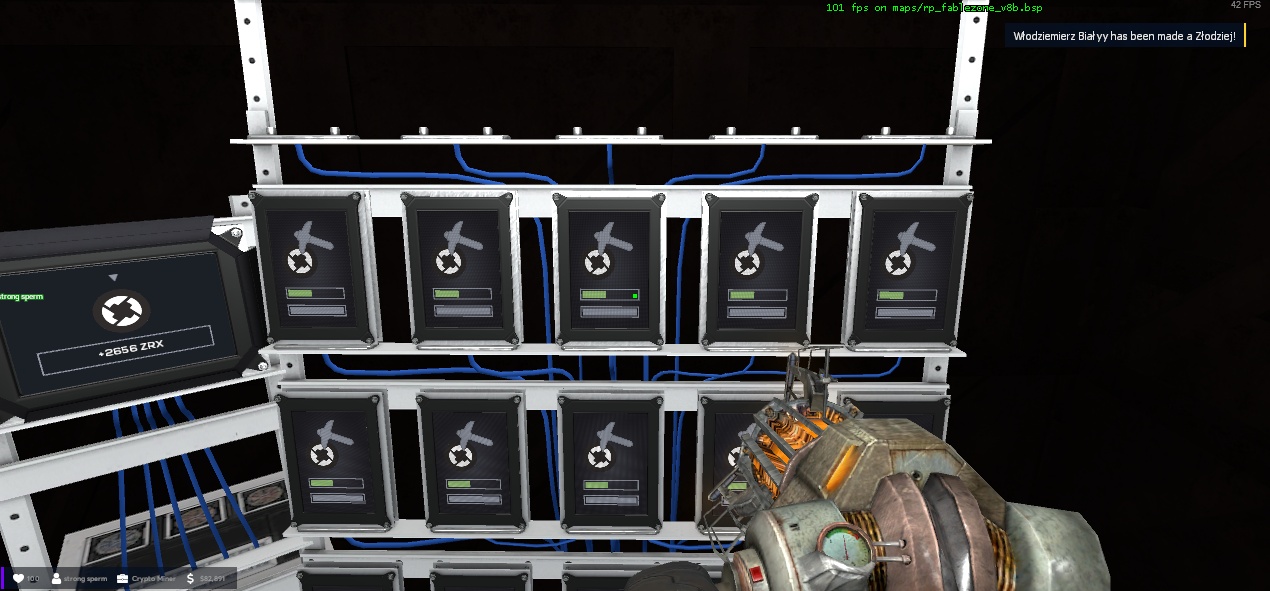 101 fps on maps/rp_fablezone_v8b.bsp
42 FPS
Włodziemierz Białyy has been made a Złodziej!
strong sperm
+2656 ZRX
100 strong sperm Crypto Miner $ $82,891